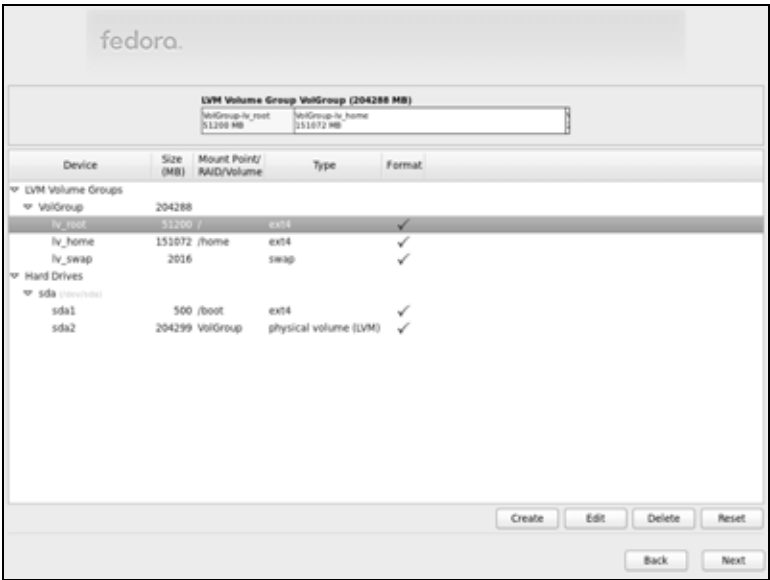 fedora.
LVM Volume Group VolGroup (204288 MB)
VolGroup-lv_root VolGroup-lv_home
51200 MB 151072 MB
Device Size (MB) Mount Point/ RAID/Volume Type Format
LVM Volume Groups
VolGroup 204288
lv_root 51200 / ext4
lv_home 151072 /home ext4
lv_swap 2016 swap
Hard Drives
sda (/dev/sda)
sda1 500 /boot ext4
sda2 204299 VolGroup physical volume (LVM)
Create Edit Delete Reset
Back Next